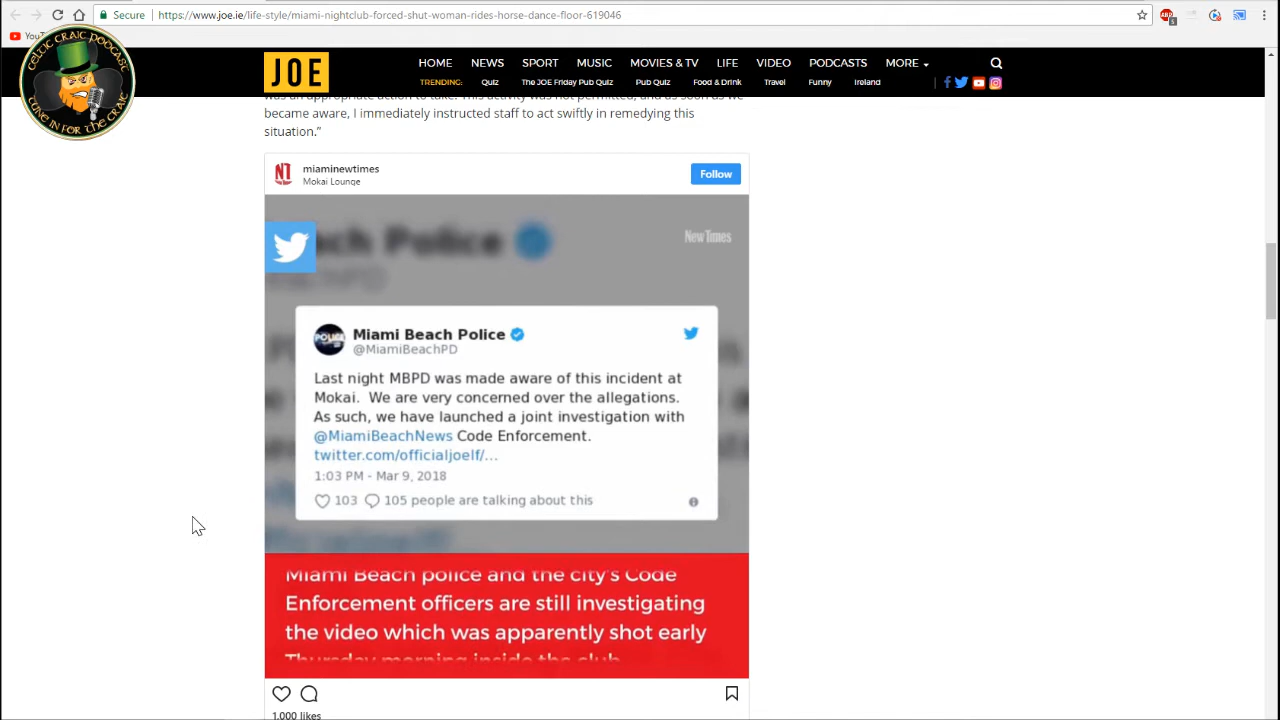 Secure https://www.joe.ie/life-style/miami-nightclub-forced-shut-woman-rides-horse-dance-floor-619046
CELTIC CRAIC PODCAST
TUNE IN FOR THE CRAIC
JOE HOME NEWS SPORT MUSIC MOVIES & TV LIFE VIDEO PODCASTS MORE
TRENDING: Quiz The JOE Friday Pub Quiz Pub Quiz Food & Drink Travel Funny Ireland
was an appropriate action to take. This activity was not permitted, and as soon as we
became aware, I immediately instructed staff to act swiftly in remedying this
situation."
miaminewtimes
Mokai Lounge
Follow
each Police
New Times
Miami Beach Police
@MiamiBeachPD
Last night MBPD was made aware of this incident at
Mokai. We are very concerned over the allegations.
As such, we have launched a joint investigation with
@MiamiBeachNews Code Enforcement.
twitter.com/officialjoelf/...
1:03 PM - Mar 9, 2018
103 105 people are talking about this
Miami Beach police and the city's Code
Enforcement officers are still investigating
the video which was apparently shot early
Thursday morning inside the club
1,000 likes